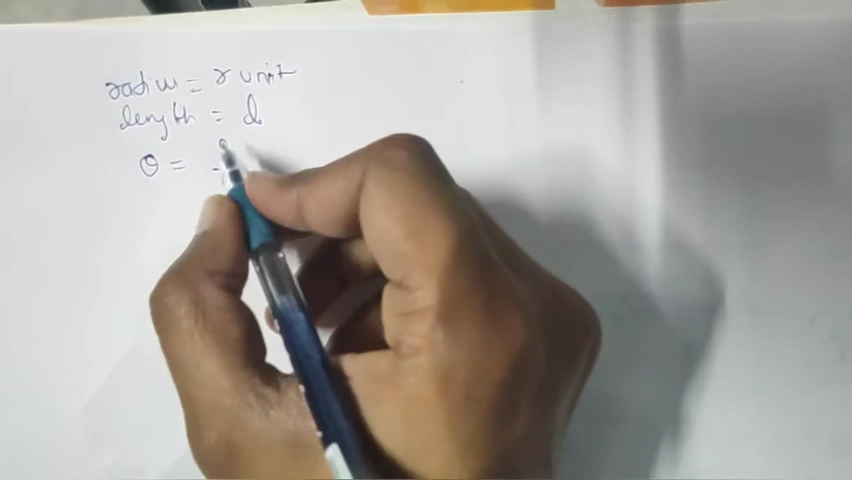 radius = r unit
length = l
θ =